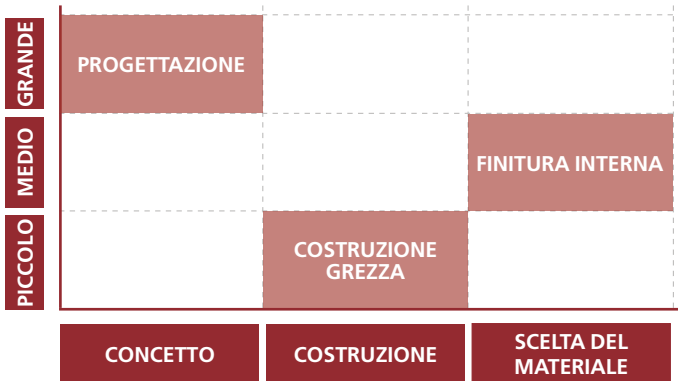 GRANDE
PROGETTAZIONE
MEDIO
FINITURA INTERNA
PICCOLO
COSTRUZIONE
GREZZA
CONCETTO
COSTRUZIONE
SCELTA DEL
MATERIALE